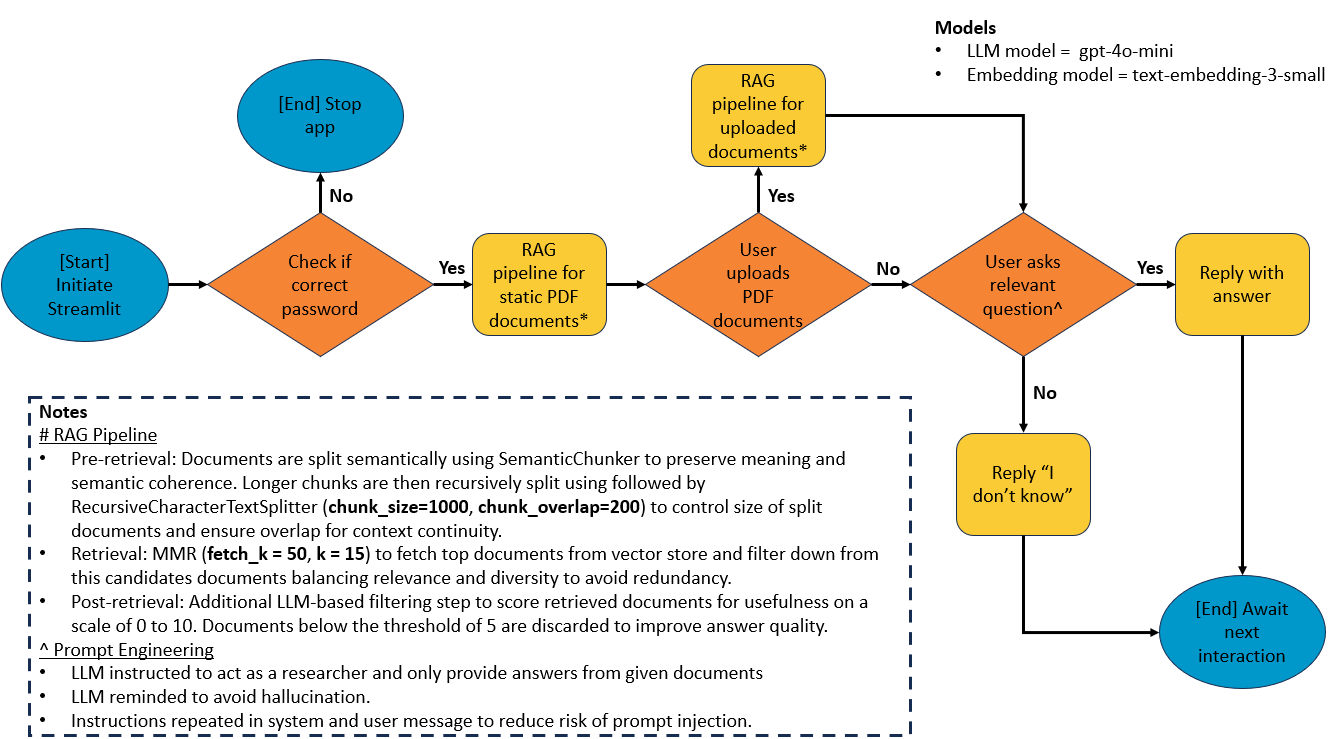 Models
• LLM model =  gpt-4o-mini
• Embedding model = text-embedding-3-small
[End] Stop
app
No
[Start]
Initiate
Streamlit
Check if
correct
password
Yes
RAG
pipeline for
static PDF
documents*
User
uploads
PDF
documents
Yes
RAG
pipeline for
uploaded
documents*
No
User asks
relevant
question^
Yes
Reply with
answer
No
Reply “I
don’t know”
[End] Await
next
interaction
Notes
# RAG Pipeline
• Pre-retrieval: Documents are split semantically using SemanticChunker to preserve meaning and
semantic coherence. Longer chunks are then recursively split using followed by
RecursiveCharacterTextSplitter (chunk_size=1000, chunk_overlap=200) to control size of split
documents and ensure overlap for context continuity.
• Retrieval: MMR (fetch_k = 50, k = 15) to fetch top documents from vector store and filter down from
this candidates documents balancing relevance and diversity to avoid redundancy.
• Post-retrieval: Additional LLM-based filtering step to score retrieved documents for usefulness on a
scale of 0 to 10. Documents below the threshold of 5 are discarded to improve answer quality.
^ Prompt Engineering
• LLM instructed to act as a researcher and only provide answers from given documents
• LLM reminded to avoid hallucination.
• Instructions repeated in system and user message to reduce risk of prompt injection.